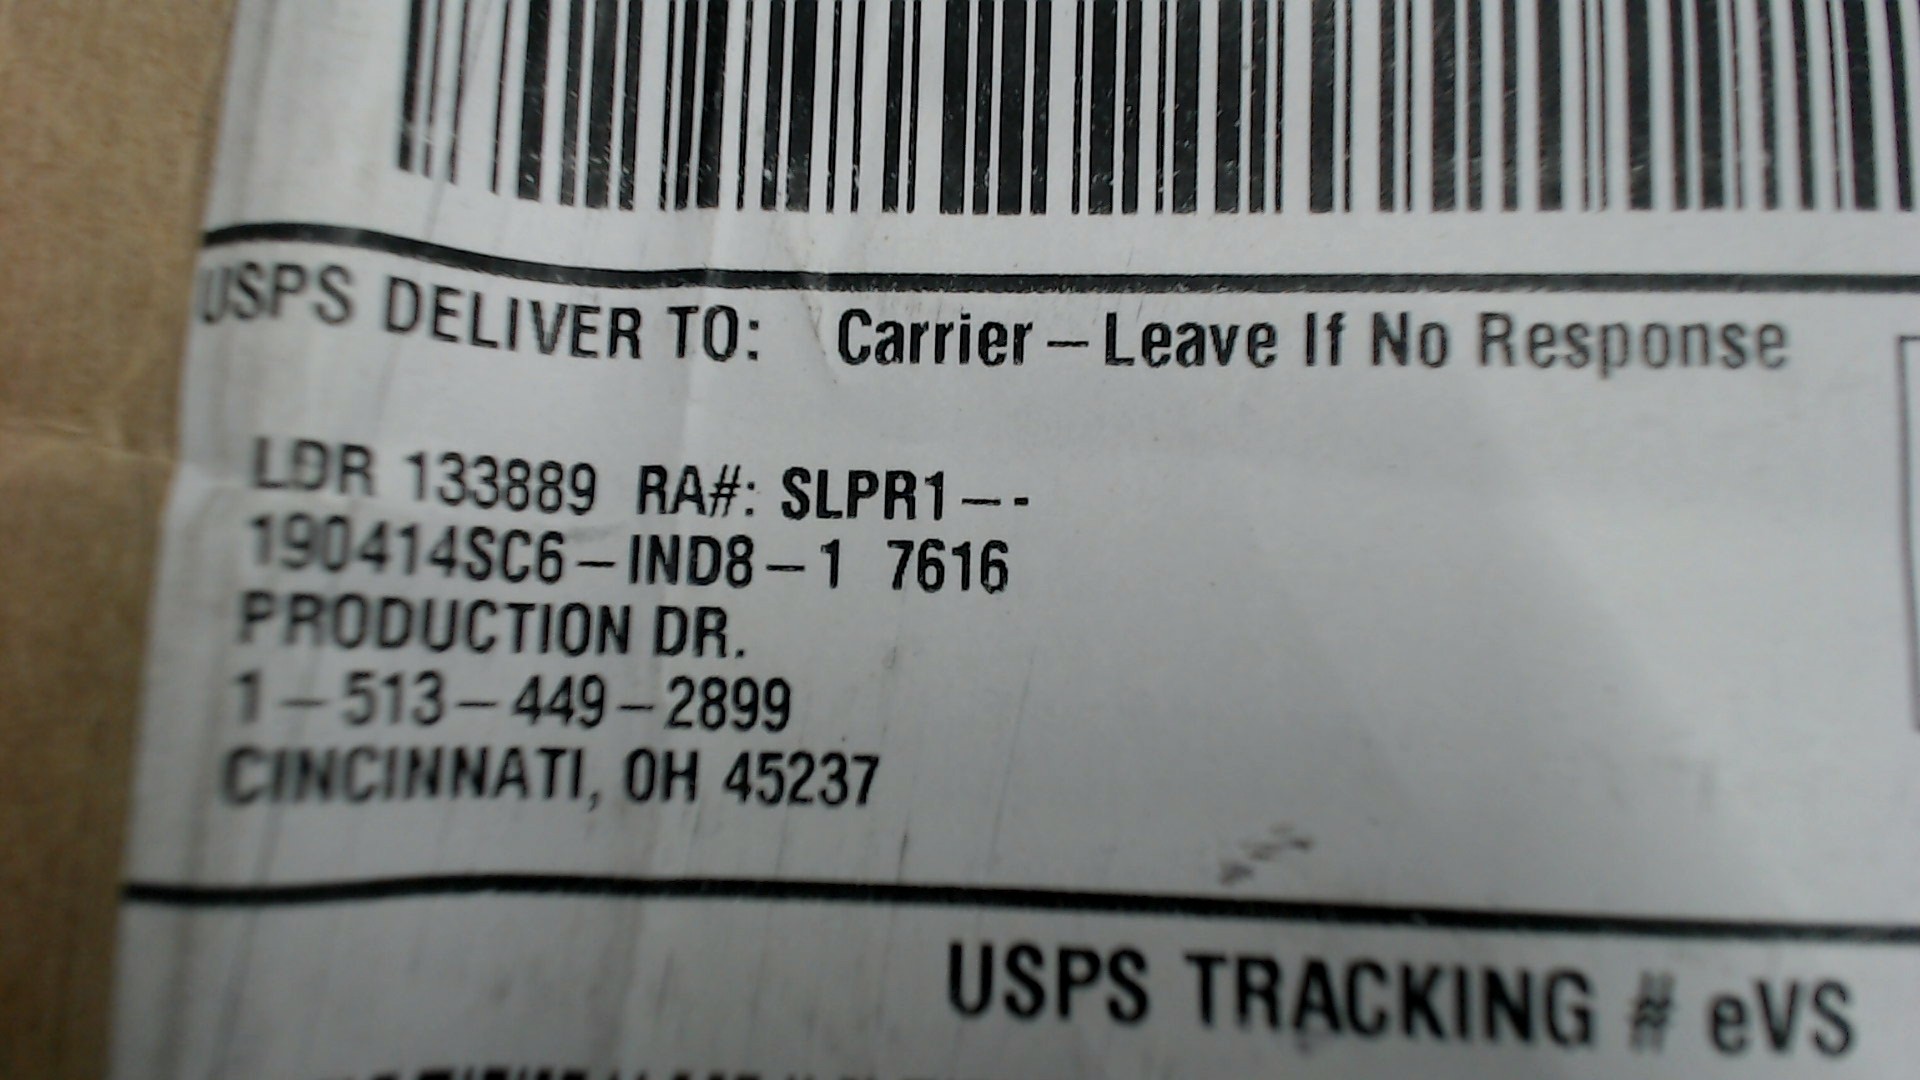 USPS DELIVER TO: Carrier – Leave If No Response
LDR 133889 RA#: SLPR1 – -
190414SC6 – IND8 – 1 7616
PRODUCTION DR.
1 – 513 – 449 – 2899
CINCINNATI, OH 45237
USPS TRACKING # eVS